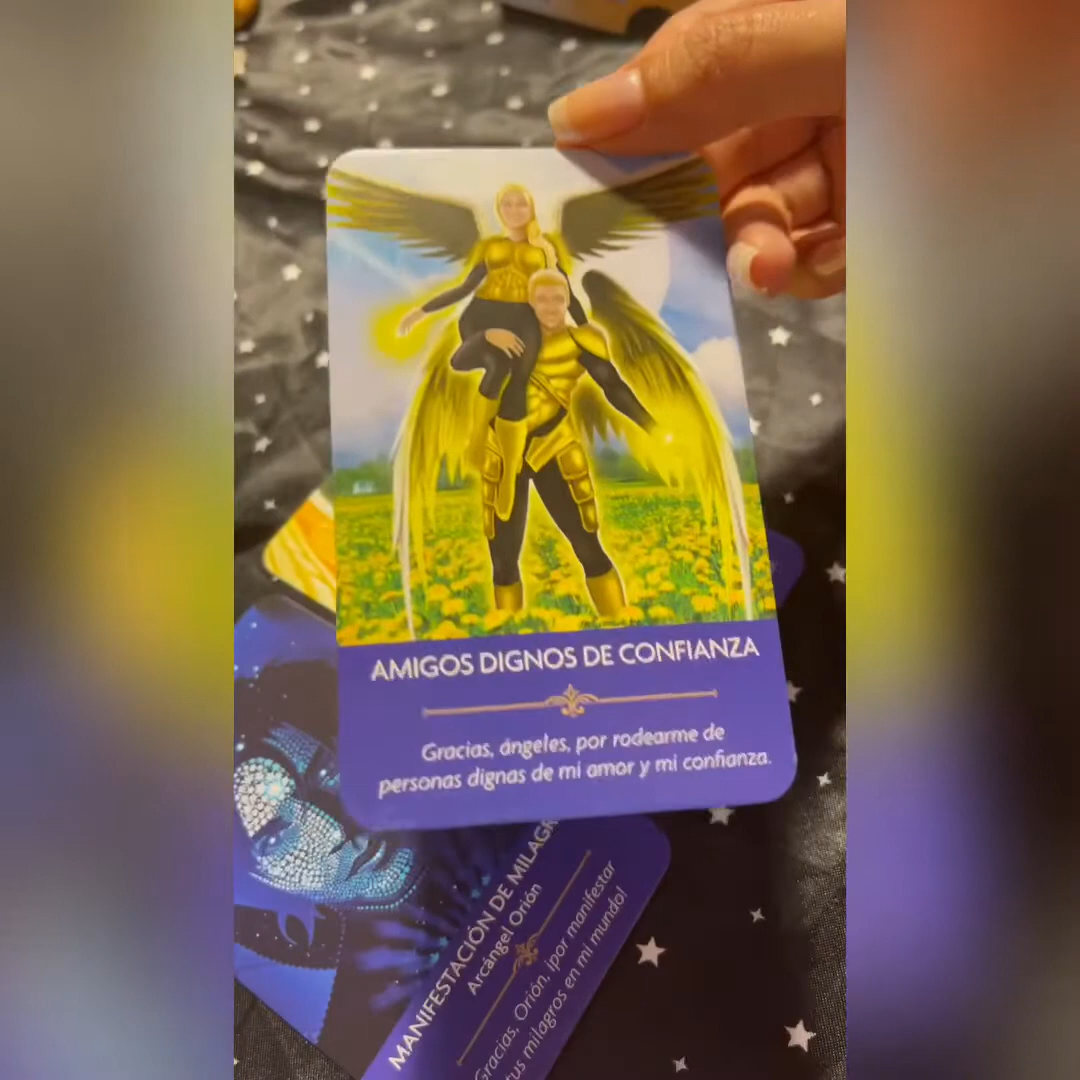 AMIGOS DIGNOS DE CONFIANZA
Gracias, ángeles, por rodearme de
personas dignas de mi amor y mi confianza.
MANIFESTACIÓN DE
Arcángel Orión
Gracias, Orión, ¡por manifestar
tus milagros en mi mundo!